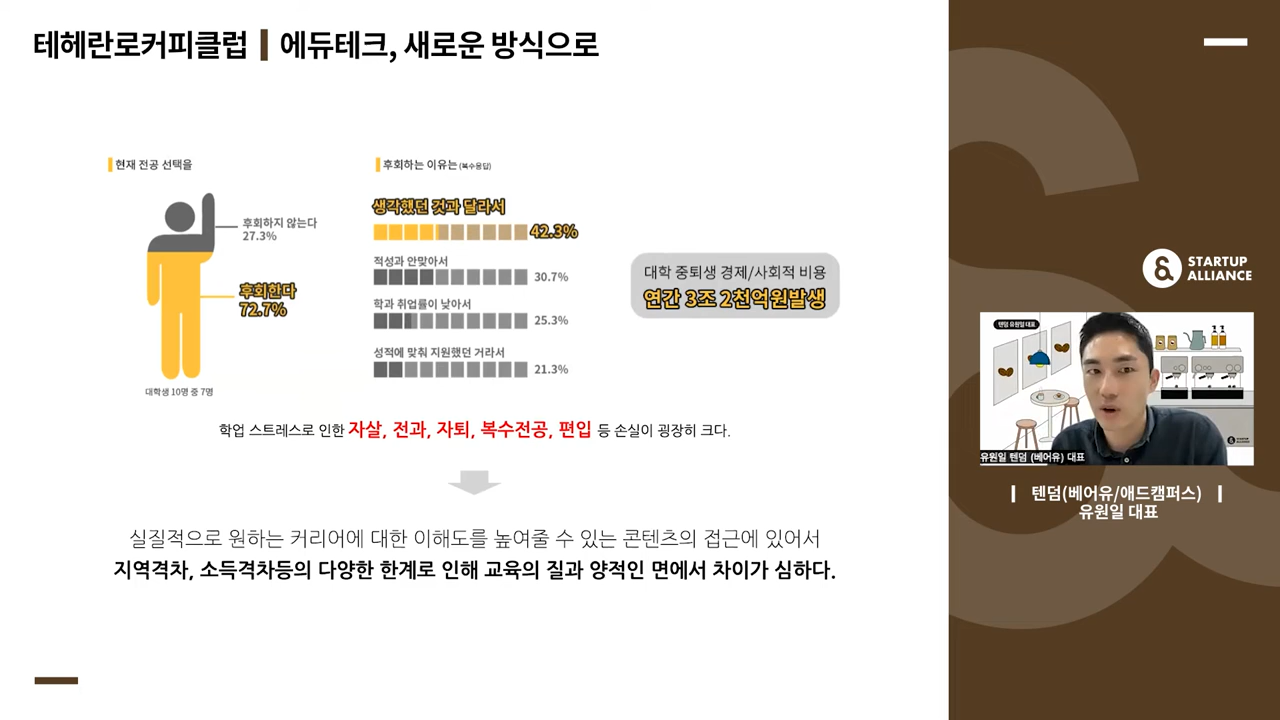 테헤란로커피클럽 | 에듀테크, 새로운 방식으로
현재 전공 선택을
후회하지 않는다
27.3%
후회한다
72.7%
대학생 10명 중 7명
후회하는 이유는 (복수응답)
생각했던 것과 달라서
42.3%
적성과 안맞아서
30.7%
학과 취업률이 낮아서
25.3%
성적에 맞춰 지원했던 거라서
21.3%
대학 중퇴생 경제/사회적 비용
연간 3조 2천억원발생
학업 스트레스로 인한 자살, 전과, 자퇴, 복수전공, 편입 등 손실이 굉장히 크다.
실질적으로 원하는 커리어에 대한 이해도를 높여줄 수 있는 콘텐츠의 접근에 있어서
지역격차, 소득격차등의 다양한 한계로 인해 교육의 질과 양적인 면에서 차이가 심하다.
STARTUP
ALLIANCE
텐덤 유원일 대표
유원일 텐덤 (베어유) 대표
| 텐덤(베어유/애드캠퍼스) |
유원일 대표